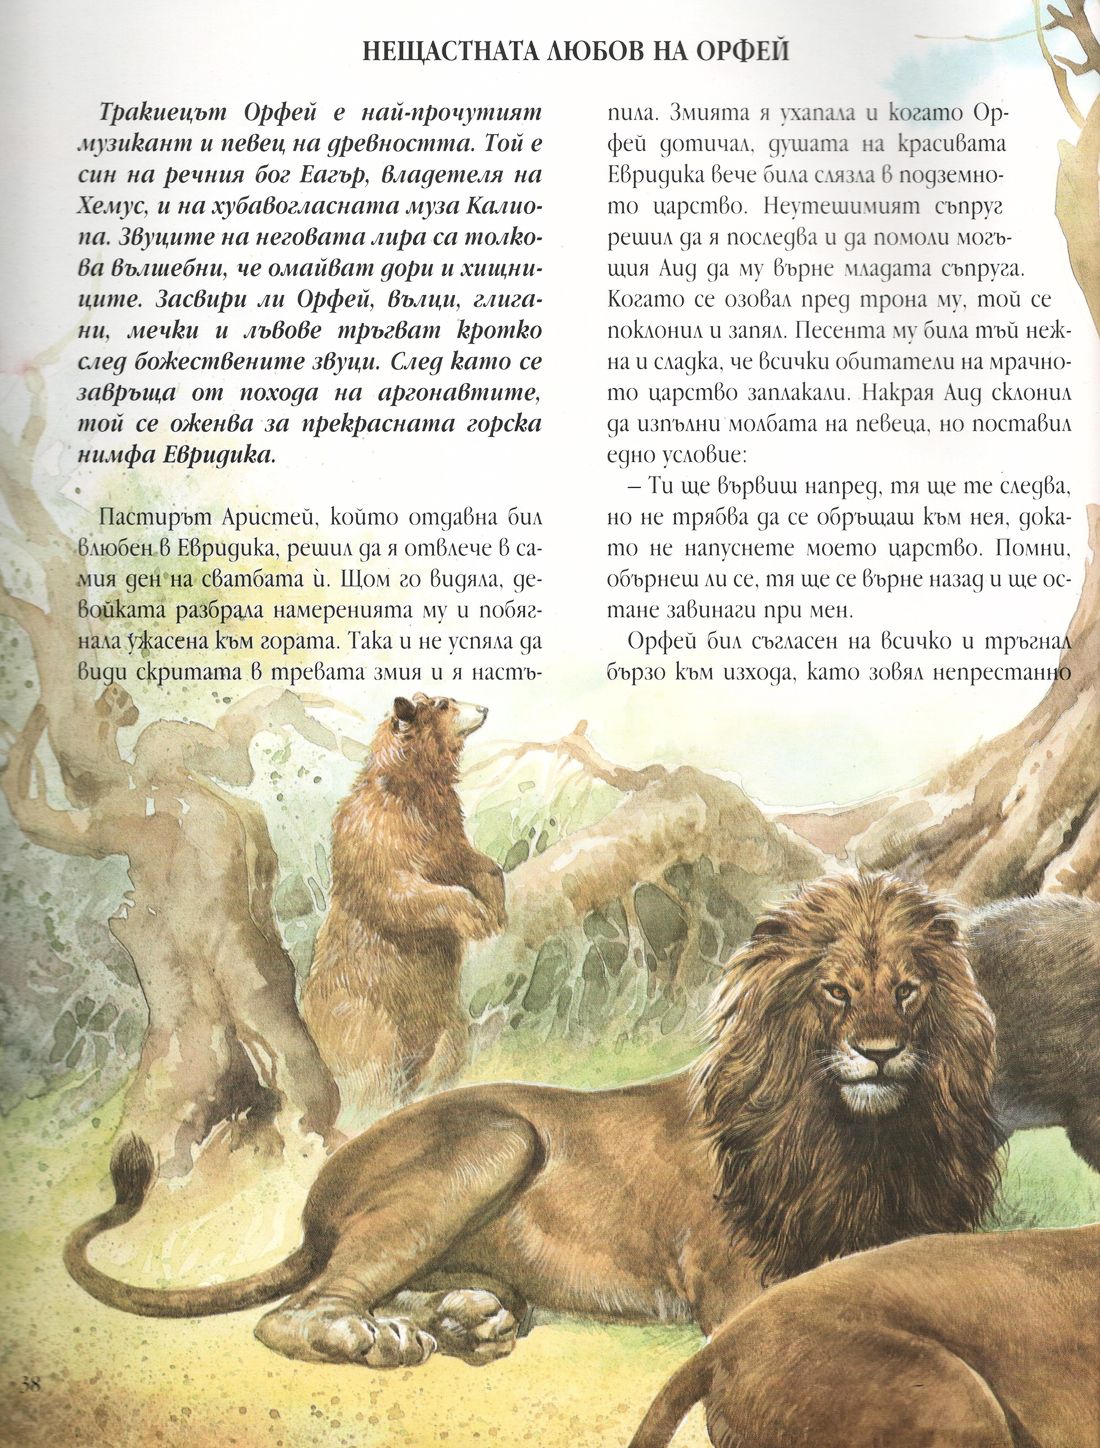 НЕЩАСТНАТА ЛЮБОВ НА ОРФЕЙ
Тракиецът Орфей е най-прочутият
музикант и певец на древността. Той е
син на речния бог Еагър, владетеля на
Хемус, и на хубавогласната муза Калио-
па. Звуците на неговата лира са толко-
ва вълшебни, че омайват дори и хищни-
ците. Засвири ли Орфей, вълци, глига-
ни, мечки и лъвове тръгват кротко
след божествените звуци. След като се
завръща от похода на аргонавтите,
той се оженва за прекрасната горска
нимфа Евридика.
Пастирът Аристей, който отдавна бил
влюбен в Евридика, решил да я отвлече в са-
мия ден на сватбата ѝ. Щом го видяла, де-
войката разбрала намеренията му и побяг-
нала ужасена към гората. Така и не успяла да
види скритата в тревата змия и я настъ-
пила. Змията я ухапала и когато Ор-
фей дотичал, душата на красивата
Евридика вече била слязла в подземно-
то царство. Неутешимият съпруг
решил да я последва и да помоли могъ-
щия Аид да му върне младата съпруга.
Когато се озовал пред трона му, той се
поклонил и запял. Песента му била тъй неж-
на и сладка, че всички обитатели на мрачно-
то царство заплакали. Накрая Аид склонил
да изпълни молбата на певеца, но поставил
едно условие:
– Ти ще вървиш напред, тя ще те следва,
но не трябва да се обръщаш към нея, дока-
то не напуснете моето царство. Помни,
обърнеш ли се, тя ще се върне назад и ще ос-
тане завинаги при мен.
Орфей бил съгласен на всичко и тръгнал
бързо към изхода, като зовял непрестанно
38